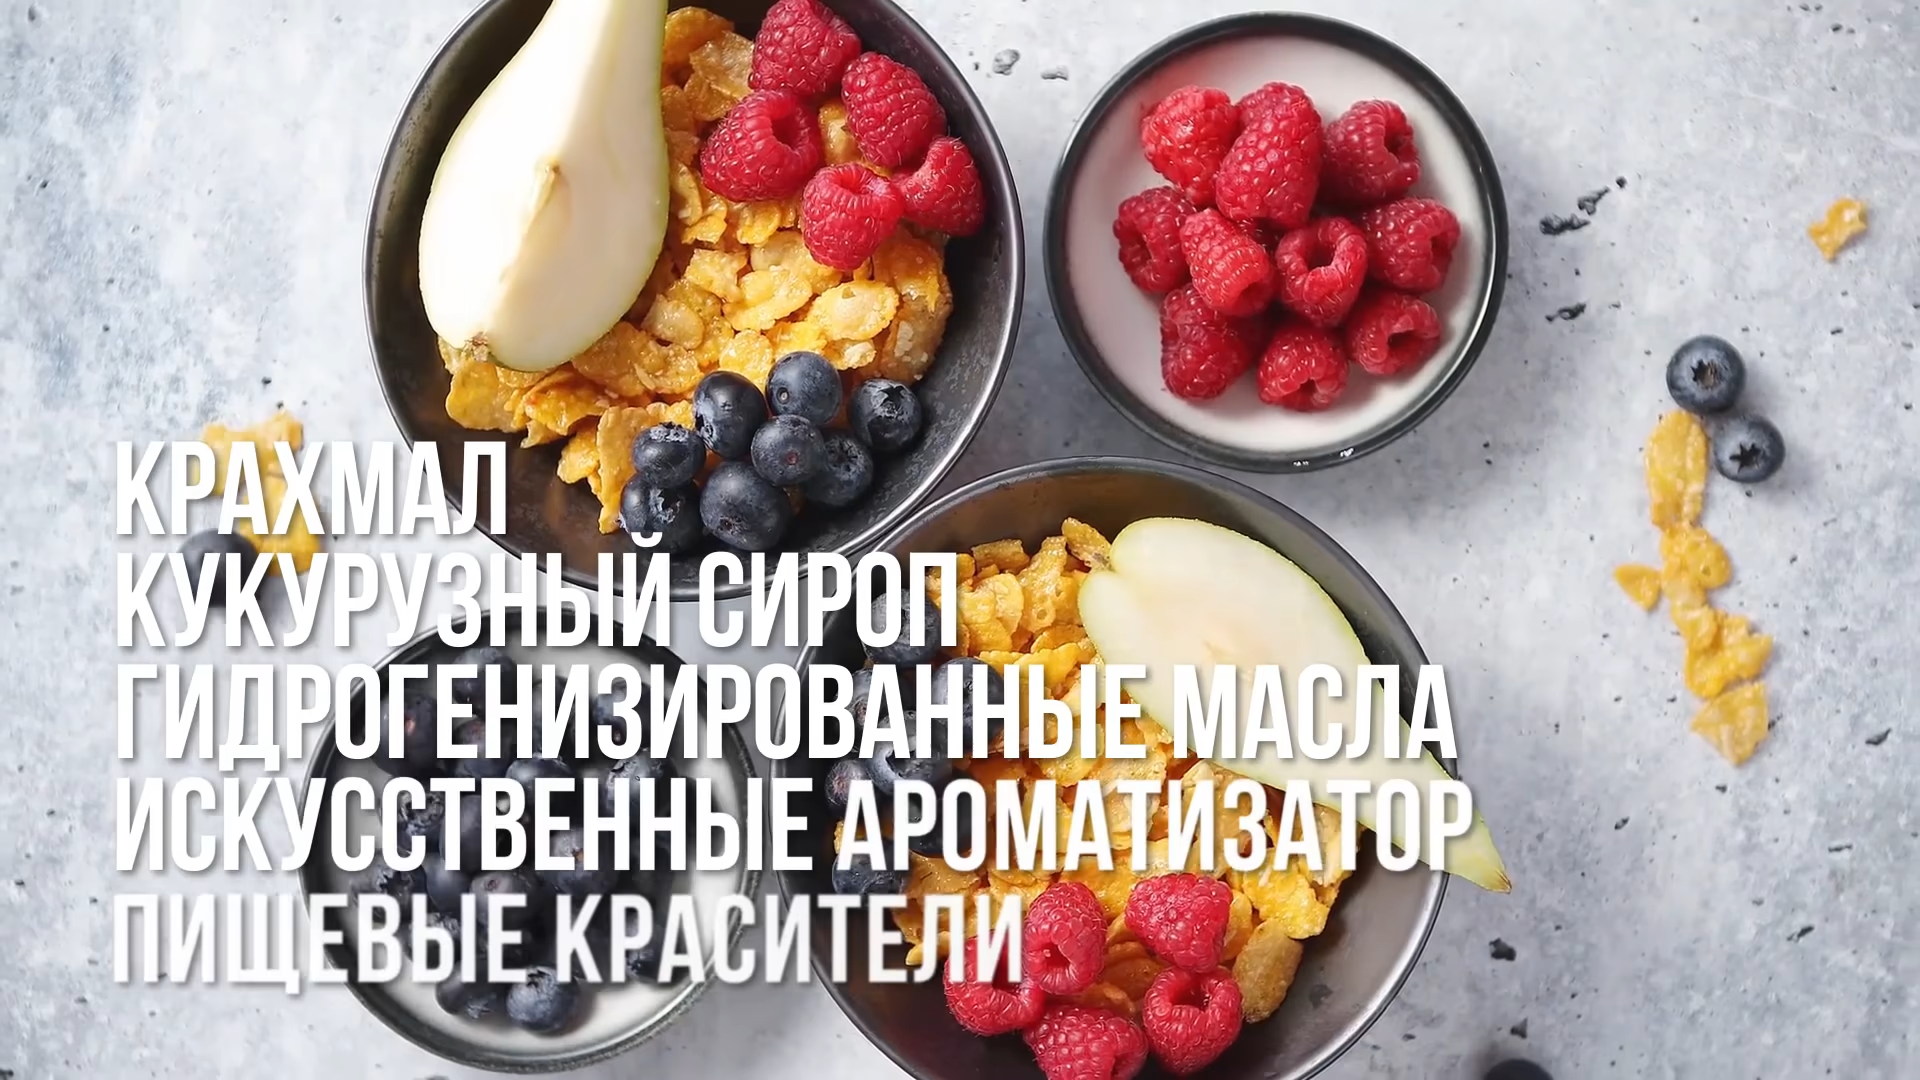 КРАХМАЛ
КУКУРУЗНЫЙ СИРОП
ГИДРОГЕНИЗИРОВАННЫЕ МАСЛА
ИСКУССТВЕННЫЕ АРОМАТИЗАТОР
ПИЩЕВЫЕ КРАСИТЕЛИ